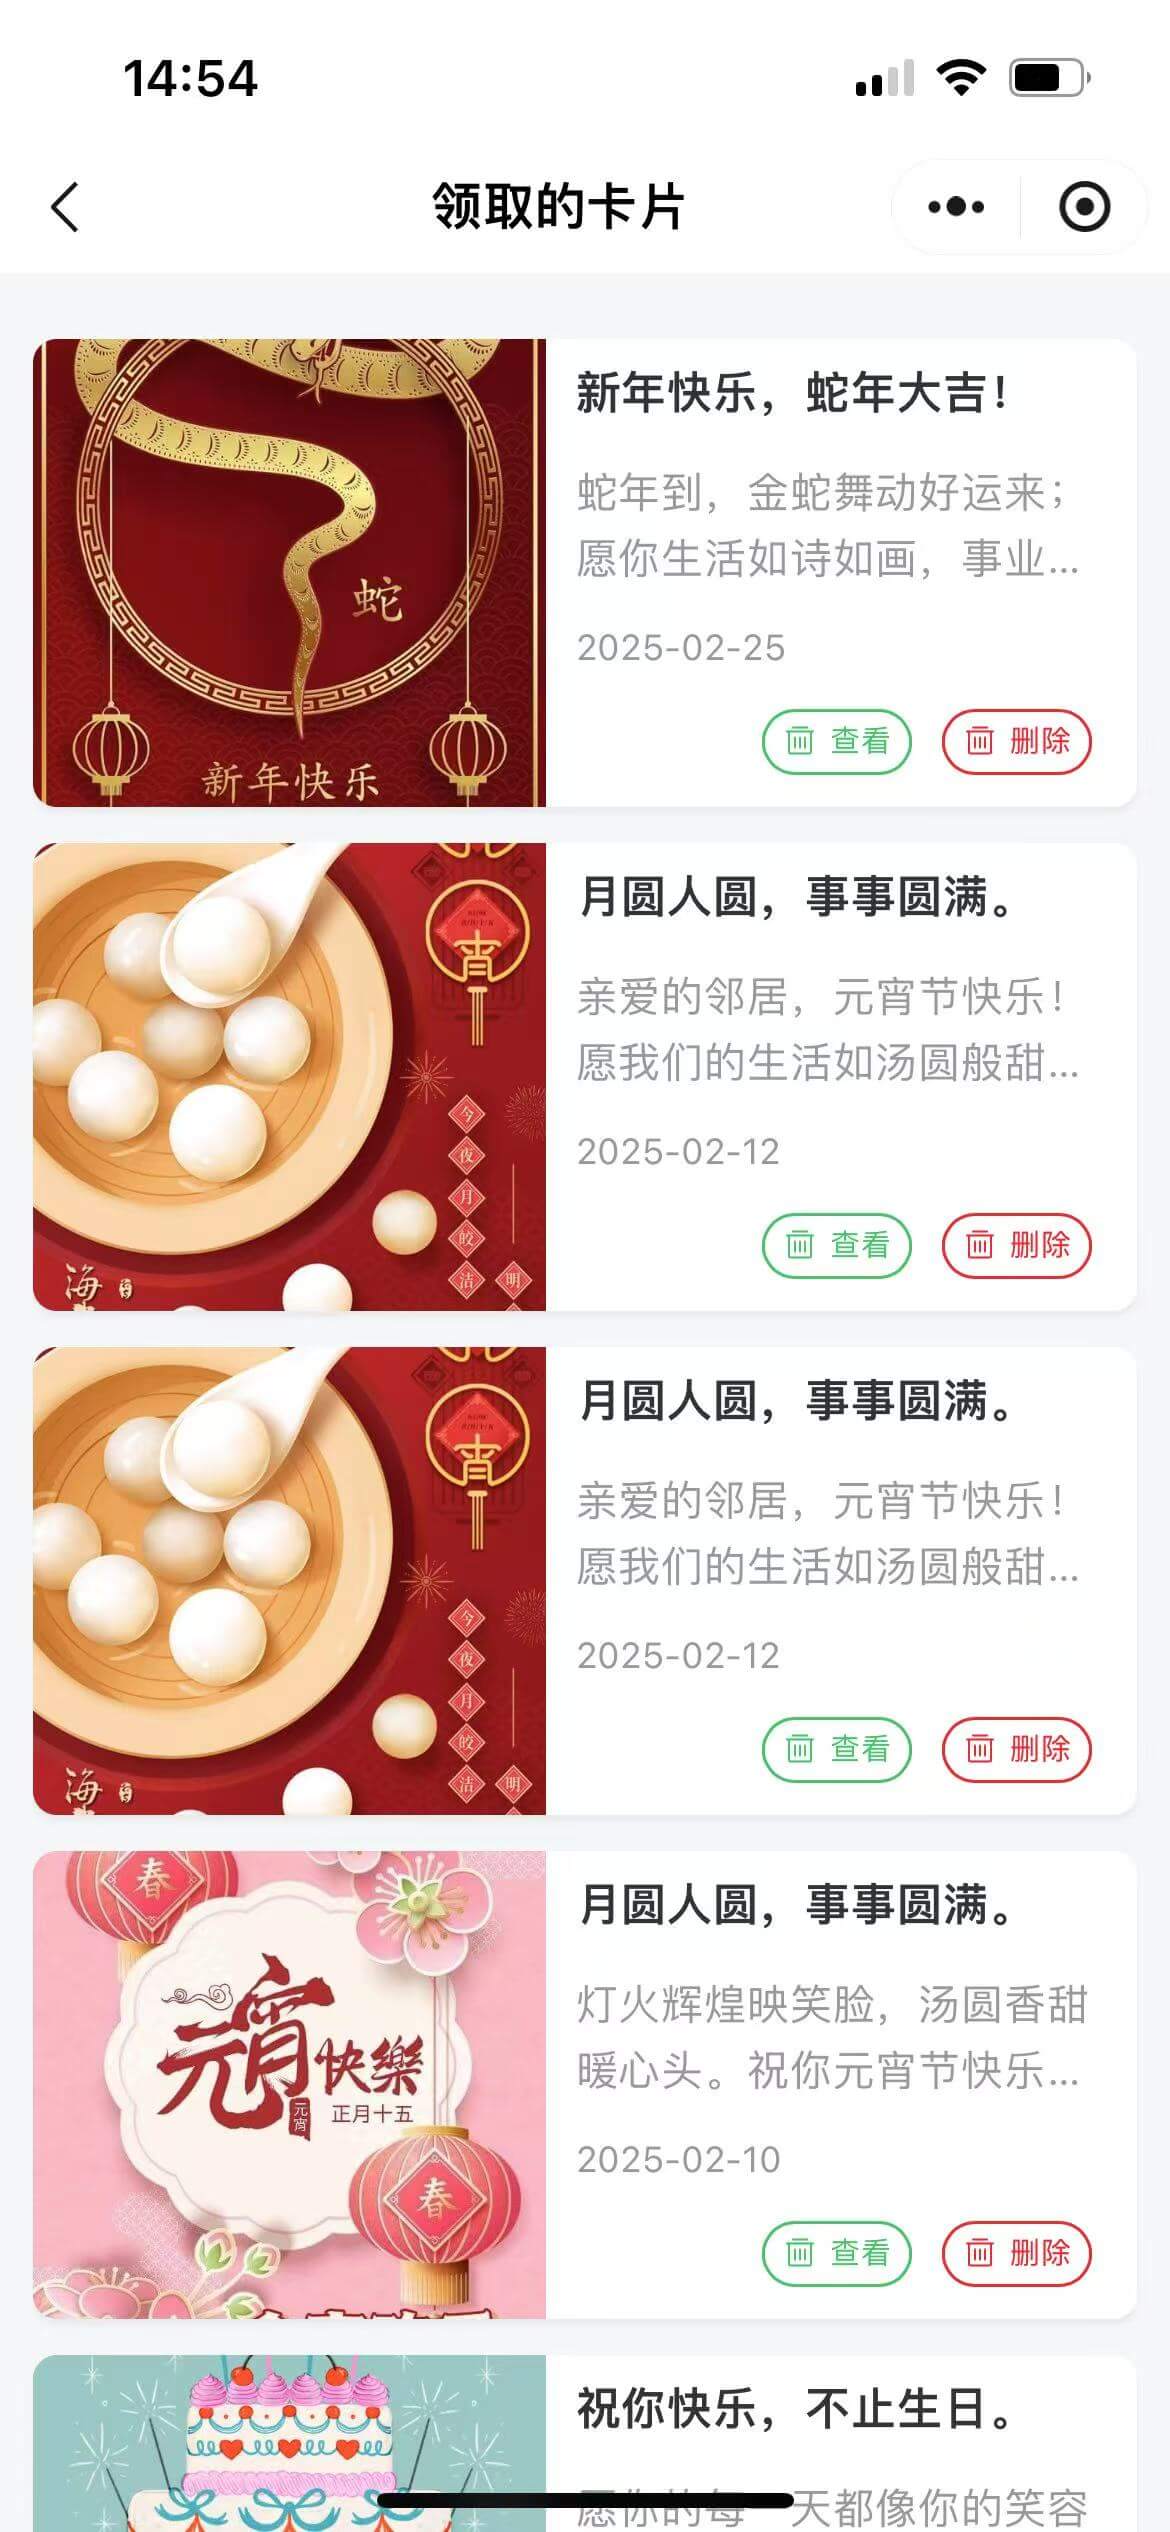 14:54
领取的卡片
蛇
新年快乐
新年快乐，蛇年大吉！
蛇年到，金蛇舞动好运来；
愿你生活如诗如画，事业...
2025-02-25
查看
删除
宵
今夜月皎洁
明
海
月圆人圆，事事圆满。
亲爱的邻居，元宵节快乐！
愿我们的生活如汤圆般甜...
2025-02-12
查看
删除
宵
今夜月皎洁
明
海
月圆人圆，事事圆满。
亲爱的邻居，元宵节快乐！
愿我们的生活如汤圆般甜...
2025-02-12
查看
删除
春
元宵快樂
元宵
正月十五
春
月圆人圆，事事圆满。
灯火辉煌映笑脸，汤圆香甜
暖心头。祝你元宵节快乐...
2025-02-10
查看
删除
祝你快乐，不止生日。
愿你的每一天都像你的笑容